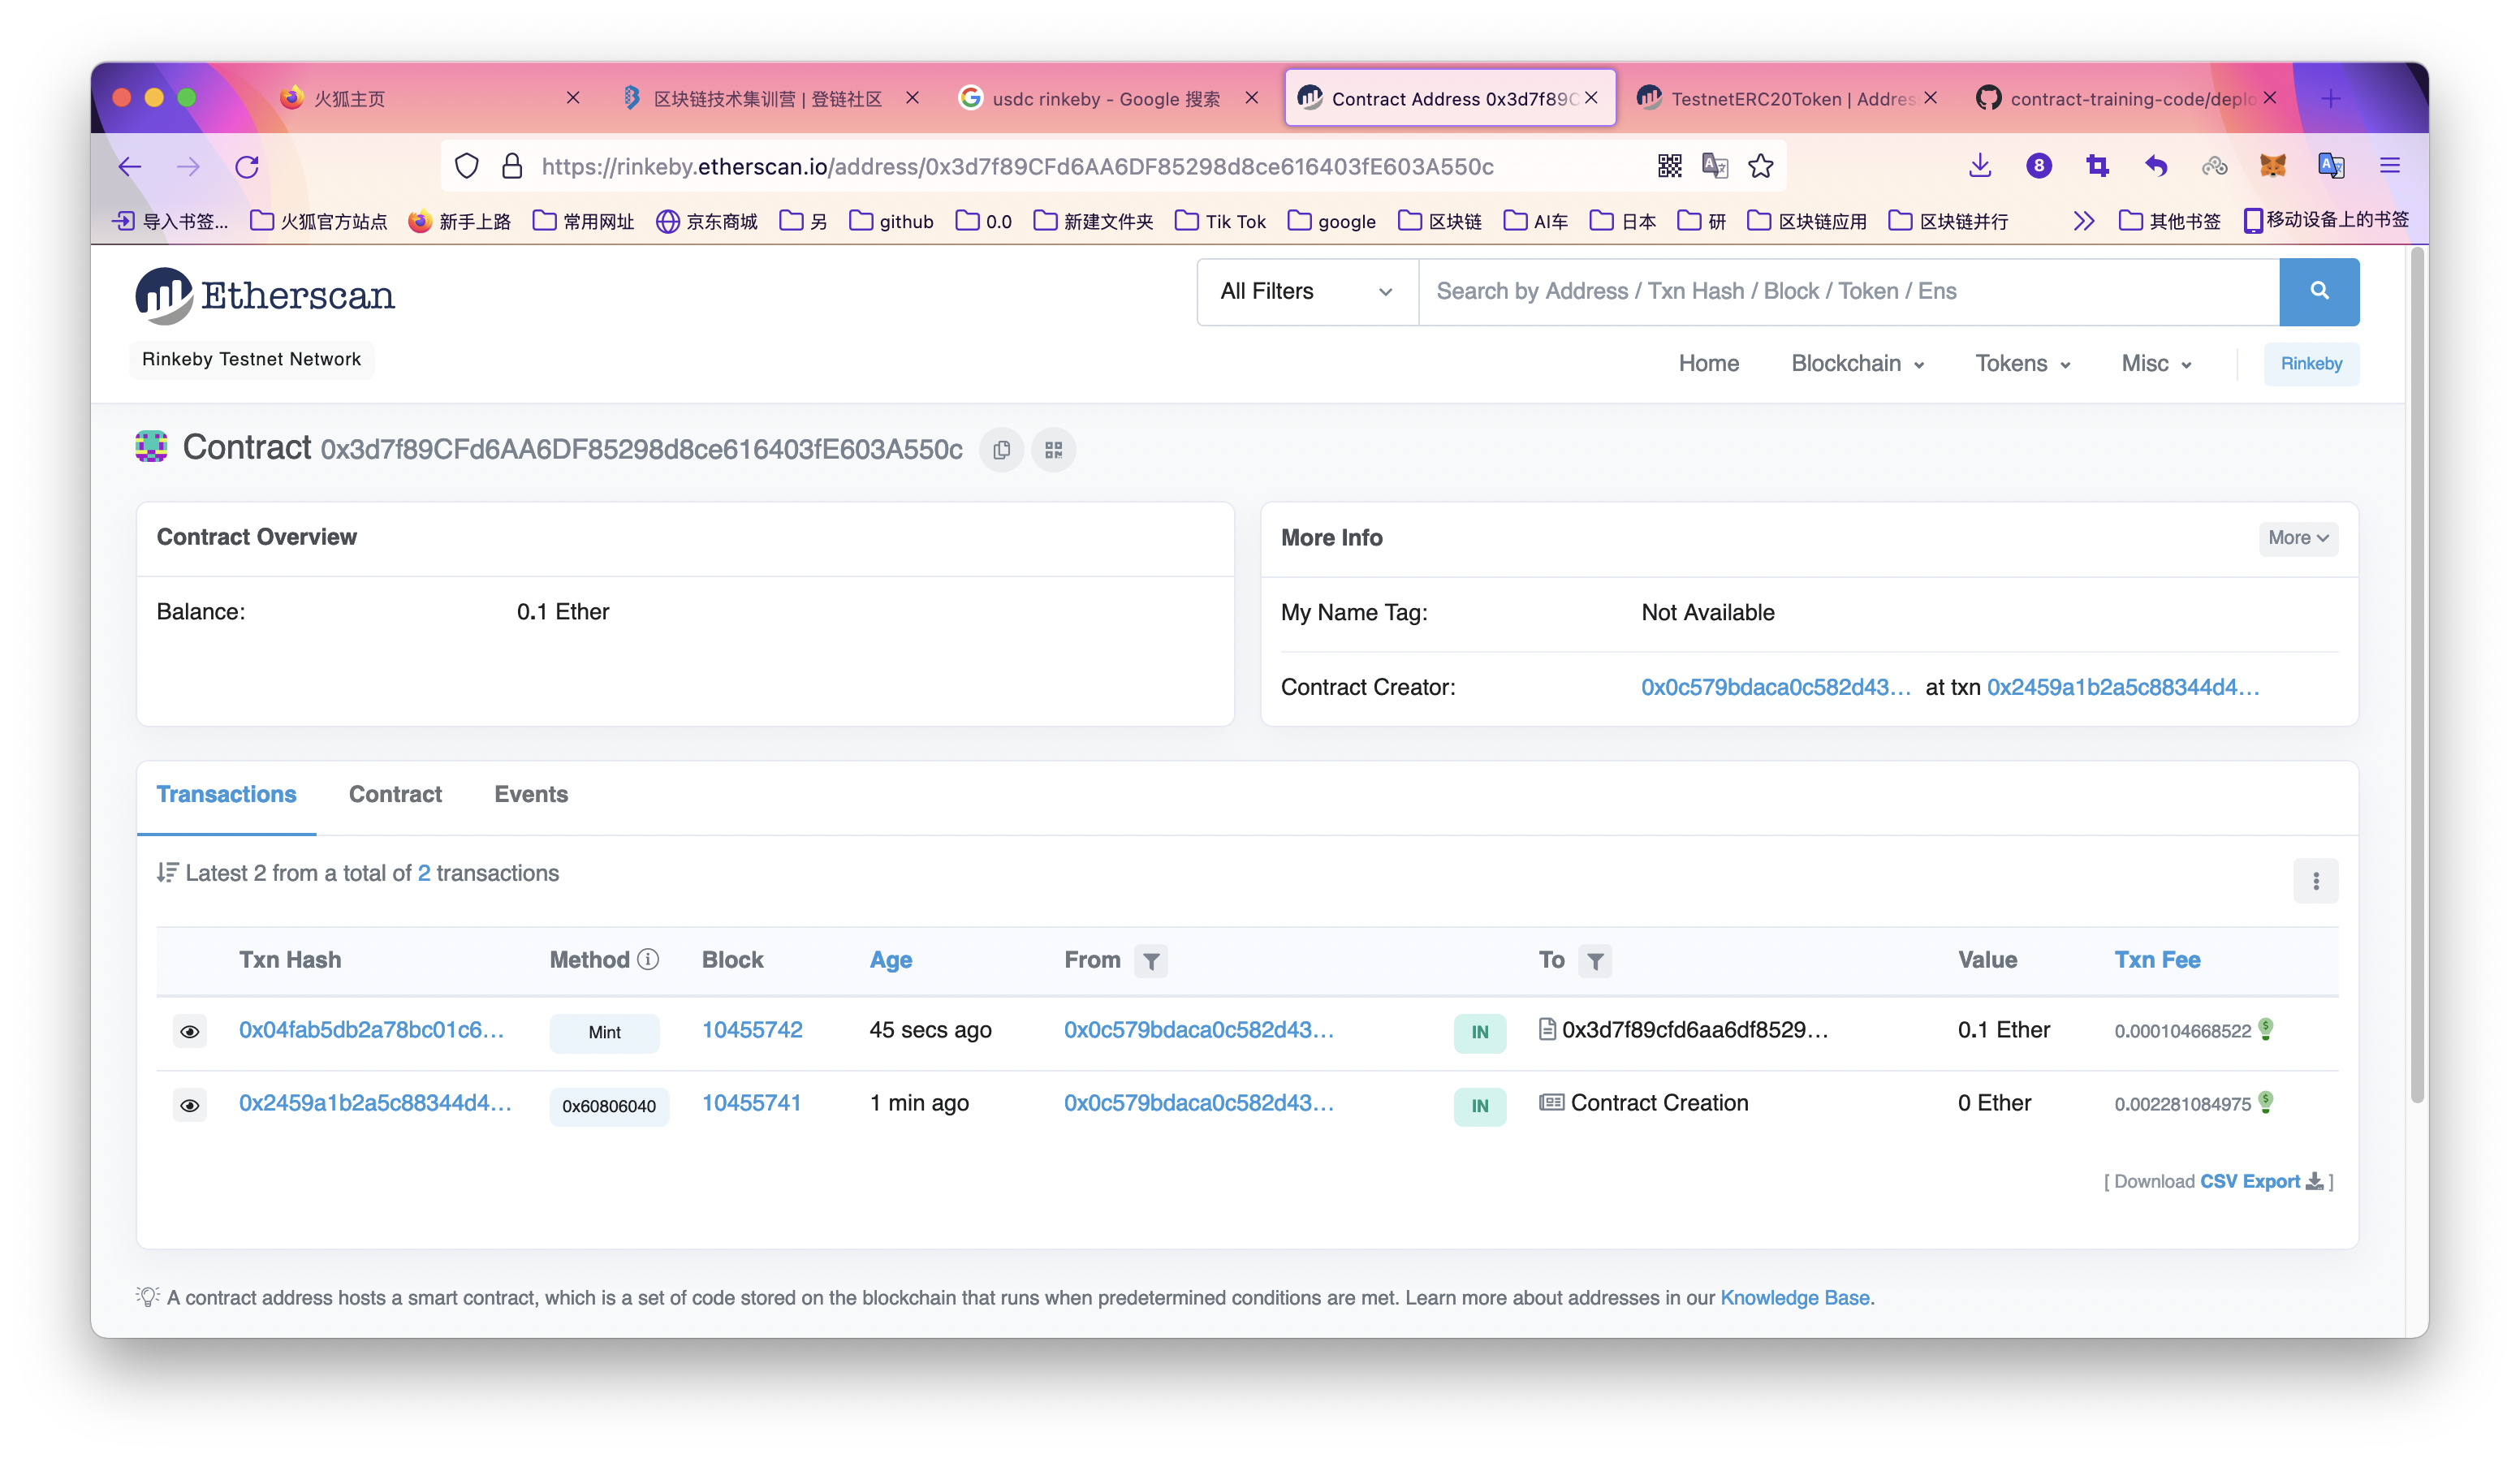 火狐主页
区块链技术集训营 | 登链社区
usdc rinkeby - Google 搜索
Contract Address 0x3d7f89C
TestnetERC20Token | Addres
contract-training-code/deplo
https://rinkeby.etherscan.io/address/0x3d7f89CFd6AA6DF85298d8ce616403fE603A550c
8
导入书签... 火狐官方站点 新手上路 常用网址 京东商城 另 github 0.0 新建文件夹 Tik Tok google 区块链 AI车 日本 研 区块链应用 区块链并行 其他书签 移动设备上的书签
Etherscan
All Filters
Search by Address / Txn Hash / Block / Token / Ens
Rinkeby Testnet Network
Home Blockchain Tokens Misc Rinkeby
Contract 0x3d7f89CFd6AA6DF85298d8ce616403fE603A550c
Contract Overview
Balance: 0.1 Ether
More Info More
My Name Tag: Not Available
Contract Creator: 0x0c579bdaca0c582d43... at txn 0x2459a1b2a5c88344d4...
Transactions Contract Events
Latest 2 from a total of 2 transactions
Txn Hash Method Block Age From To Value Txn Fee
0x04fab5db2a78bc01c6... Mint 10455742 45 secs ago 0x0c579bdaca0c582d43... IN 0x3d7f89cfd6aa6df8529... 0.1 Ether 0.000104668522
0x2459a1b2a5c88344d4... 0x60806040 10455741 1 min ago 0x0c579bdaca0c582d43... IN Contract Creation 0 Ether 0.002281084975
[ Download CSV Export ]
A contract address hosts a smart contract, which is a set of code stored on the blockchain that runs when predetermined conditions are met. Learn more about addresses in our Knowledge Base.